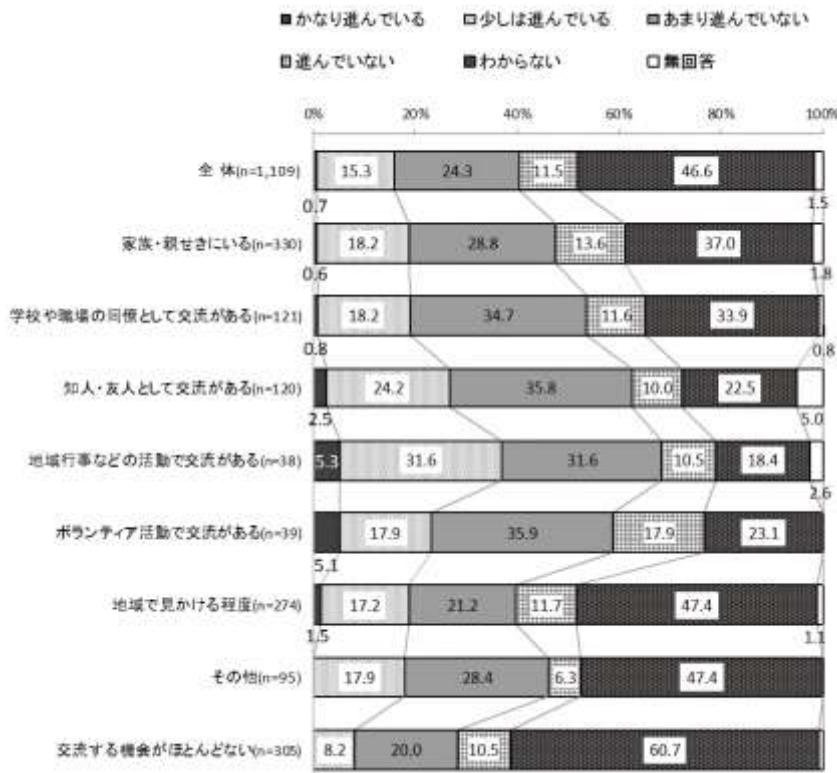 ■かなり進んでいる □少しは進んでいる ■あまり進んでいない
□進んでいない ■わからない □無回答
0% 20% 40% 60% 80% 100%
全 体(n=1,109) 15.3 24.3 11.5 46.6
0.7 1.5
家族・親せきにいる(n=330) 18.2 28.8 13.6 37.0
0.6 1.8
学校や職場の同僚として交流がある(n=121) 18.2 34.7 11.6 33.9
0.8 0.8
知人・友人として交流がある(n=120) 24.2 35.8 10.0 22.5
2.5 5.0
地域行事などの活動で交流がある(n=38) 5.3 31.6 31.6 10.5 18.4
2.6
ボランティア活動で交流がある(n=39) 17.9 35.9 17.9 23.1
5.1
地域で見かける程度(n=274) 17.2 21.2 11.7 47.4
1.5 1.1
その他(n=95) 17.9 28.4 6.3 47.4
交流する機会がほとんどない(n=305) 8.2 20.0 10.5 60.7